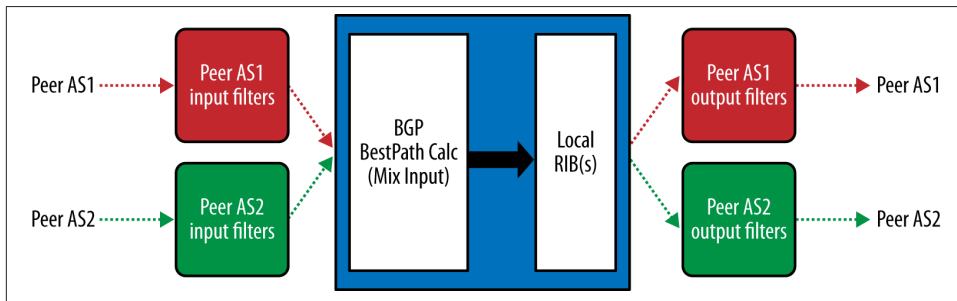 Peer AS1
Peer AS1
input filters
Peer AS2
Peer AS2
input filters
BGP
BestPath Calc
(Mix Input)
Local
RIB(s)
Peer AS1
output filters
Peer AS1
Peer AS2
output filters
Peer AS2